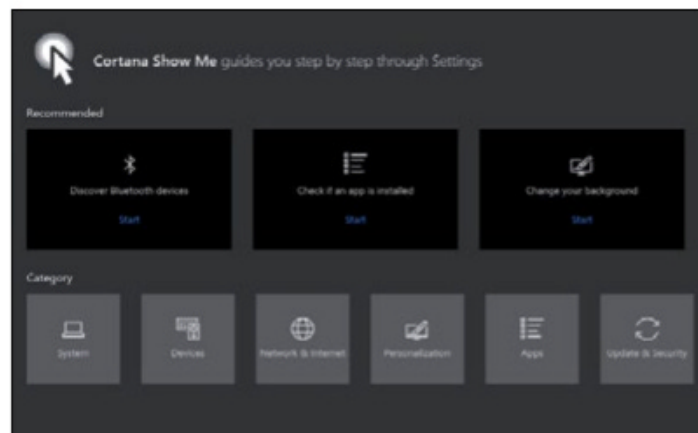 Cortana Show Me guides you step by step through Settings
Recommended
Discover Bluetooth devices
Start
Check if an app is installed
Start
Change your background
Start
Category
System
Devices
Network & Internet
Personalization
Apps
Update & Security